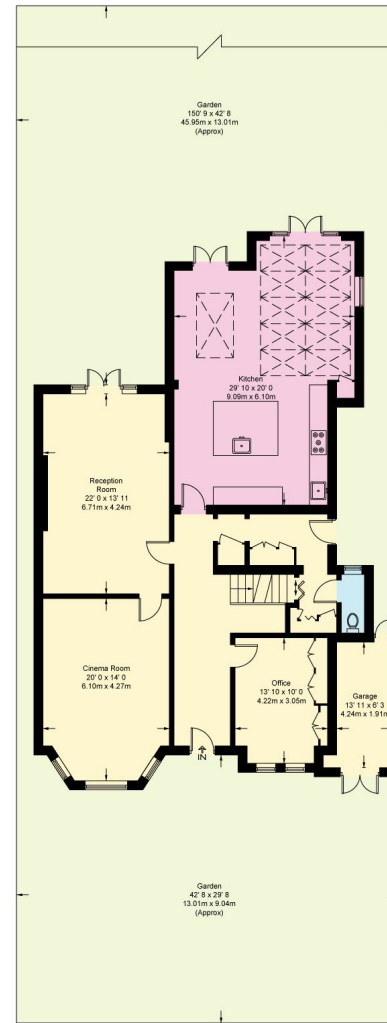 Garden
150' 9 x 42' 8
45.95m x 13.01m
(Approx)
Kitchen
29' 10 x 20' 0
9.09m x 6.10m
Reception
Room
22' 0 x 13' 11
6.71m x 4.24m
Cinema Room
20' 0 x 14' 0
6.10m x 4.27m
Office
13' 10 x 10' 0
4.22m x 3.05m
Garage
13' 11 x 6' 3
4.24m x 1.91m
IN
Garden
42' 8 x 29' 8
13.01m x 9.04m
(Approx)